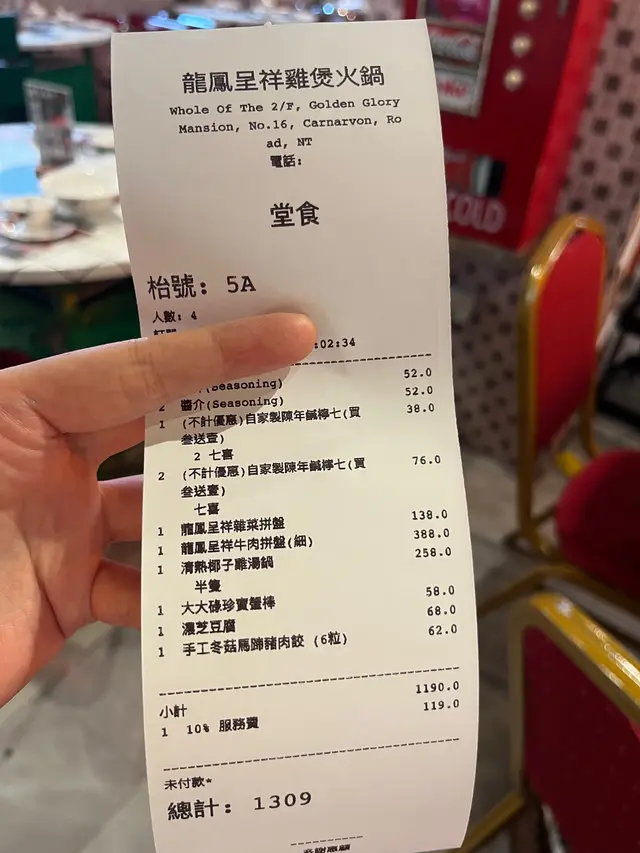 龍鳳呈祥雞煲火鍋
Whole Of The 2/F, Golden Glory
Mansion, No.16, Carnarvon, Ro
ad, NT
電話:
堂食
枱號: 5A
人數: 4
:02:34
(Seasoning) 52.0
2 醬介(Seasoning) 52.0
1 (不計優惠)自家製陳年鹹檸七(買 38.0
叁送壹)
2 七喜
2 (不計優惠)自家製陳年鹹檸七(買 76.0
叁送壹)
七喜
1 龍鳳呈祥雜菜拼盤 138.0
1 龍鳳呈祥牛肉拼盤(細) 388.0
1 清熱椰子雞湯鍋 258.0
半隻
1 大大碌珍寶蟹棒 58.0
1 濃芝豆腐 68.0
1 手工冬菇馬蹄豬肉餃 (6粒) 62.0
小計 1190.0
1 10% 服務費 119.0
未付款*
總計: 1309
COLD